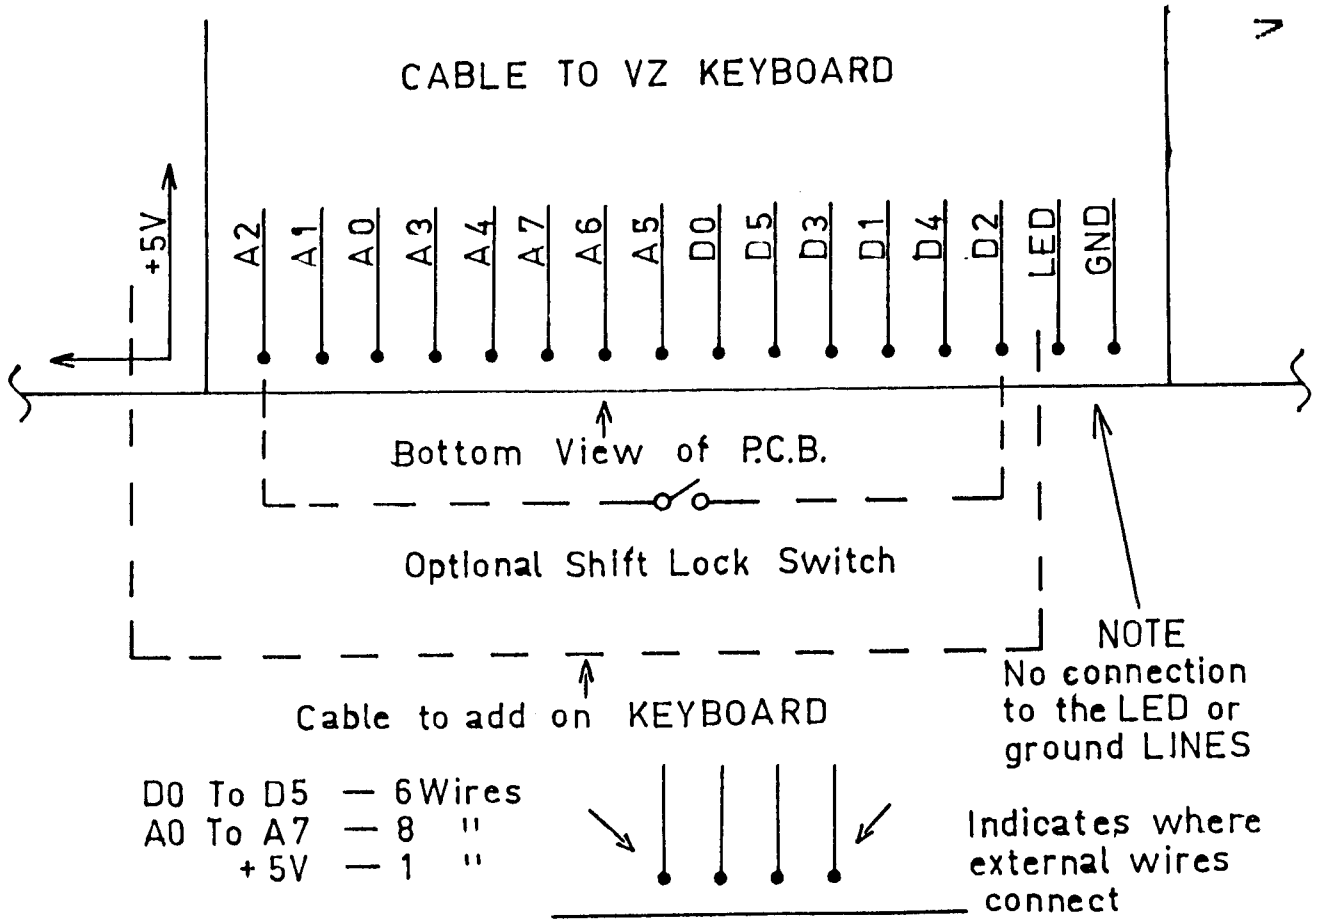 CABLE TO VZ KEYBOARD
+5V
A2
A1
A0
A3
A4
A7
A6
A5
D0
D5
D3
D1
D4
D2
LED
GND
Bottom View of P.C.B.
Optional Shift Lock Switch
NOTE
No connection
to the LED or
ground LINES
Cable to add on KEYBOARD
D0 To D5 — 6 Wires
A0 To A7 — 8 "
+5V — 1 "
Indicates where
external wires
connect